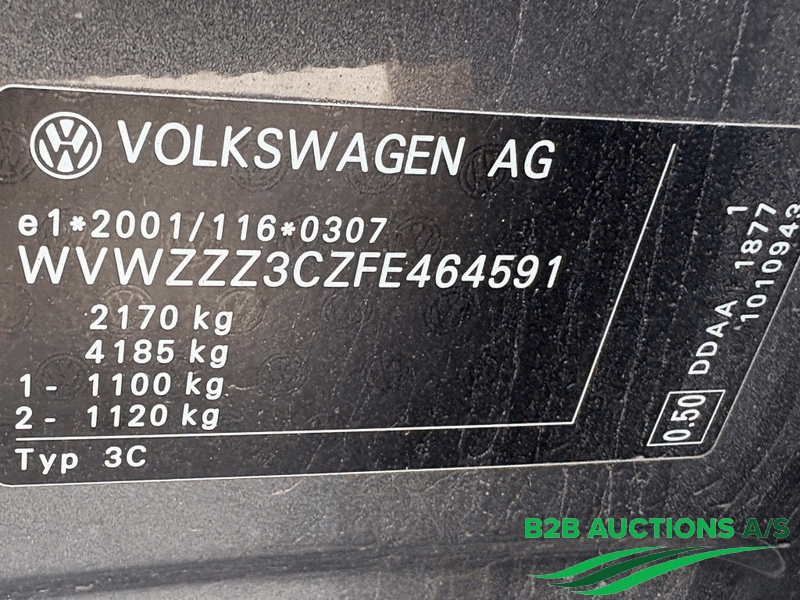 VOLKSWAGEN AG
e1*2001/116*0307
WVWZZZ3CZFE464591
2170 kg
4185 kg
1 - 1100 kg
2 - 1120 kg
Typ 3C
0.50
DDAA 1877 1
1010943
B2B AUCTIONS A/S